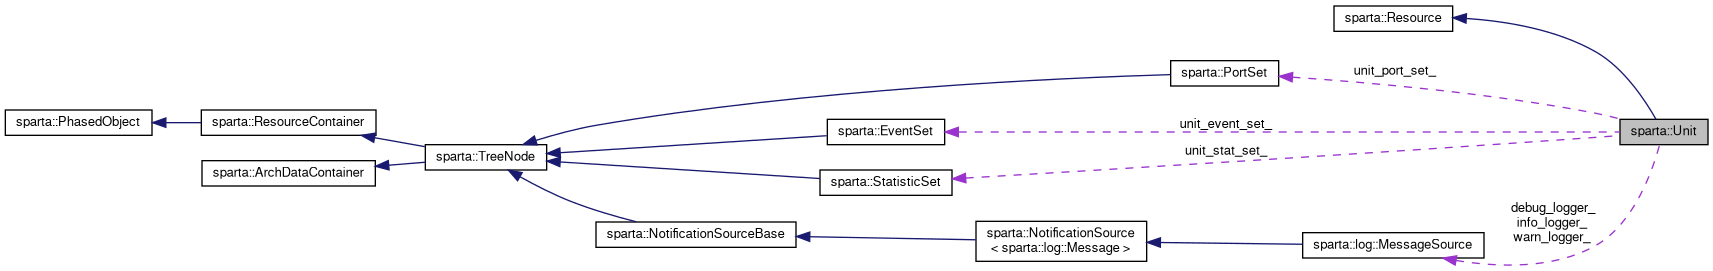 sparta::Resource
sparta::PortSet
unit_port_set_
sparta::PhasedObject
sparta::ResourceContainer
sparta::EventSet
unit_event_set_
sparta::Unit
sparta::TreeNode
unit_stat_set_
sparta::ArchDataContainer
sparta::StatisticSet
debug_logger_
info_logger_
warn_logger_
sparta::NotificationSourceBase
sparta::NotificationSource
< sparta::log::Message >
sparta::log::MessageSource